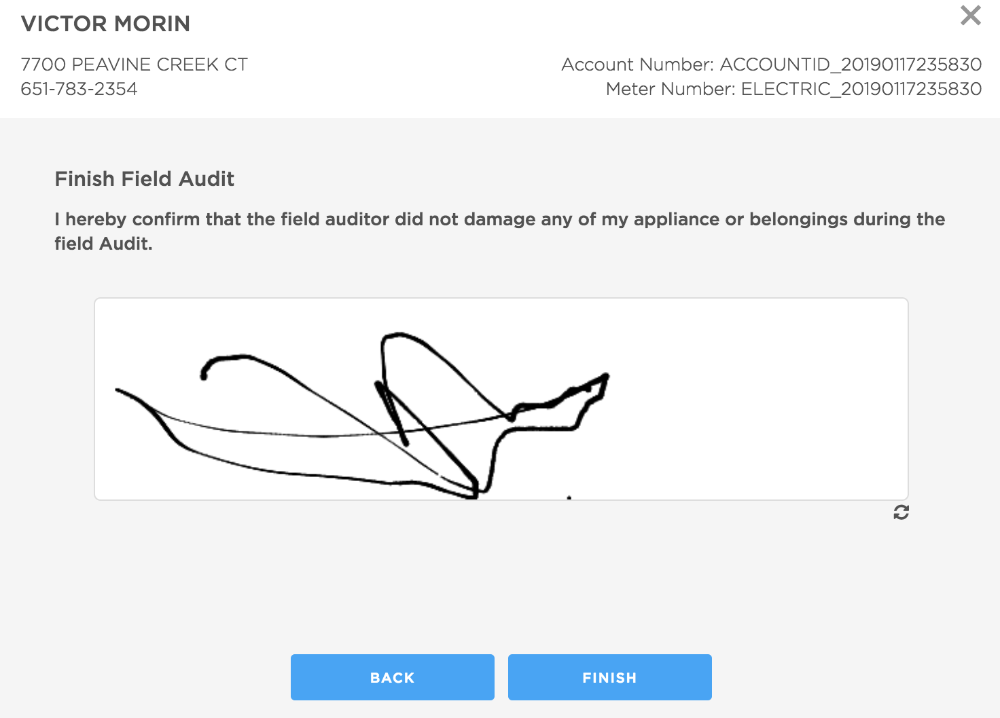 VICTOR MORIN
7700 PEAVINE CREEK CT
651-783-2354
Account Number: ACCOUNTID_20190117235830
Meter Number: ELECTRIC_20190117235830
Finish Field Audit
I hereby confirm that the field auditor did not damage any of my appliance or belongings during the
field Audit.
BACK
FINISH